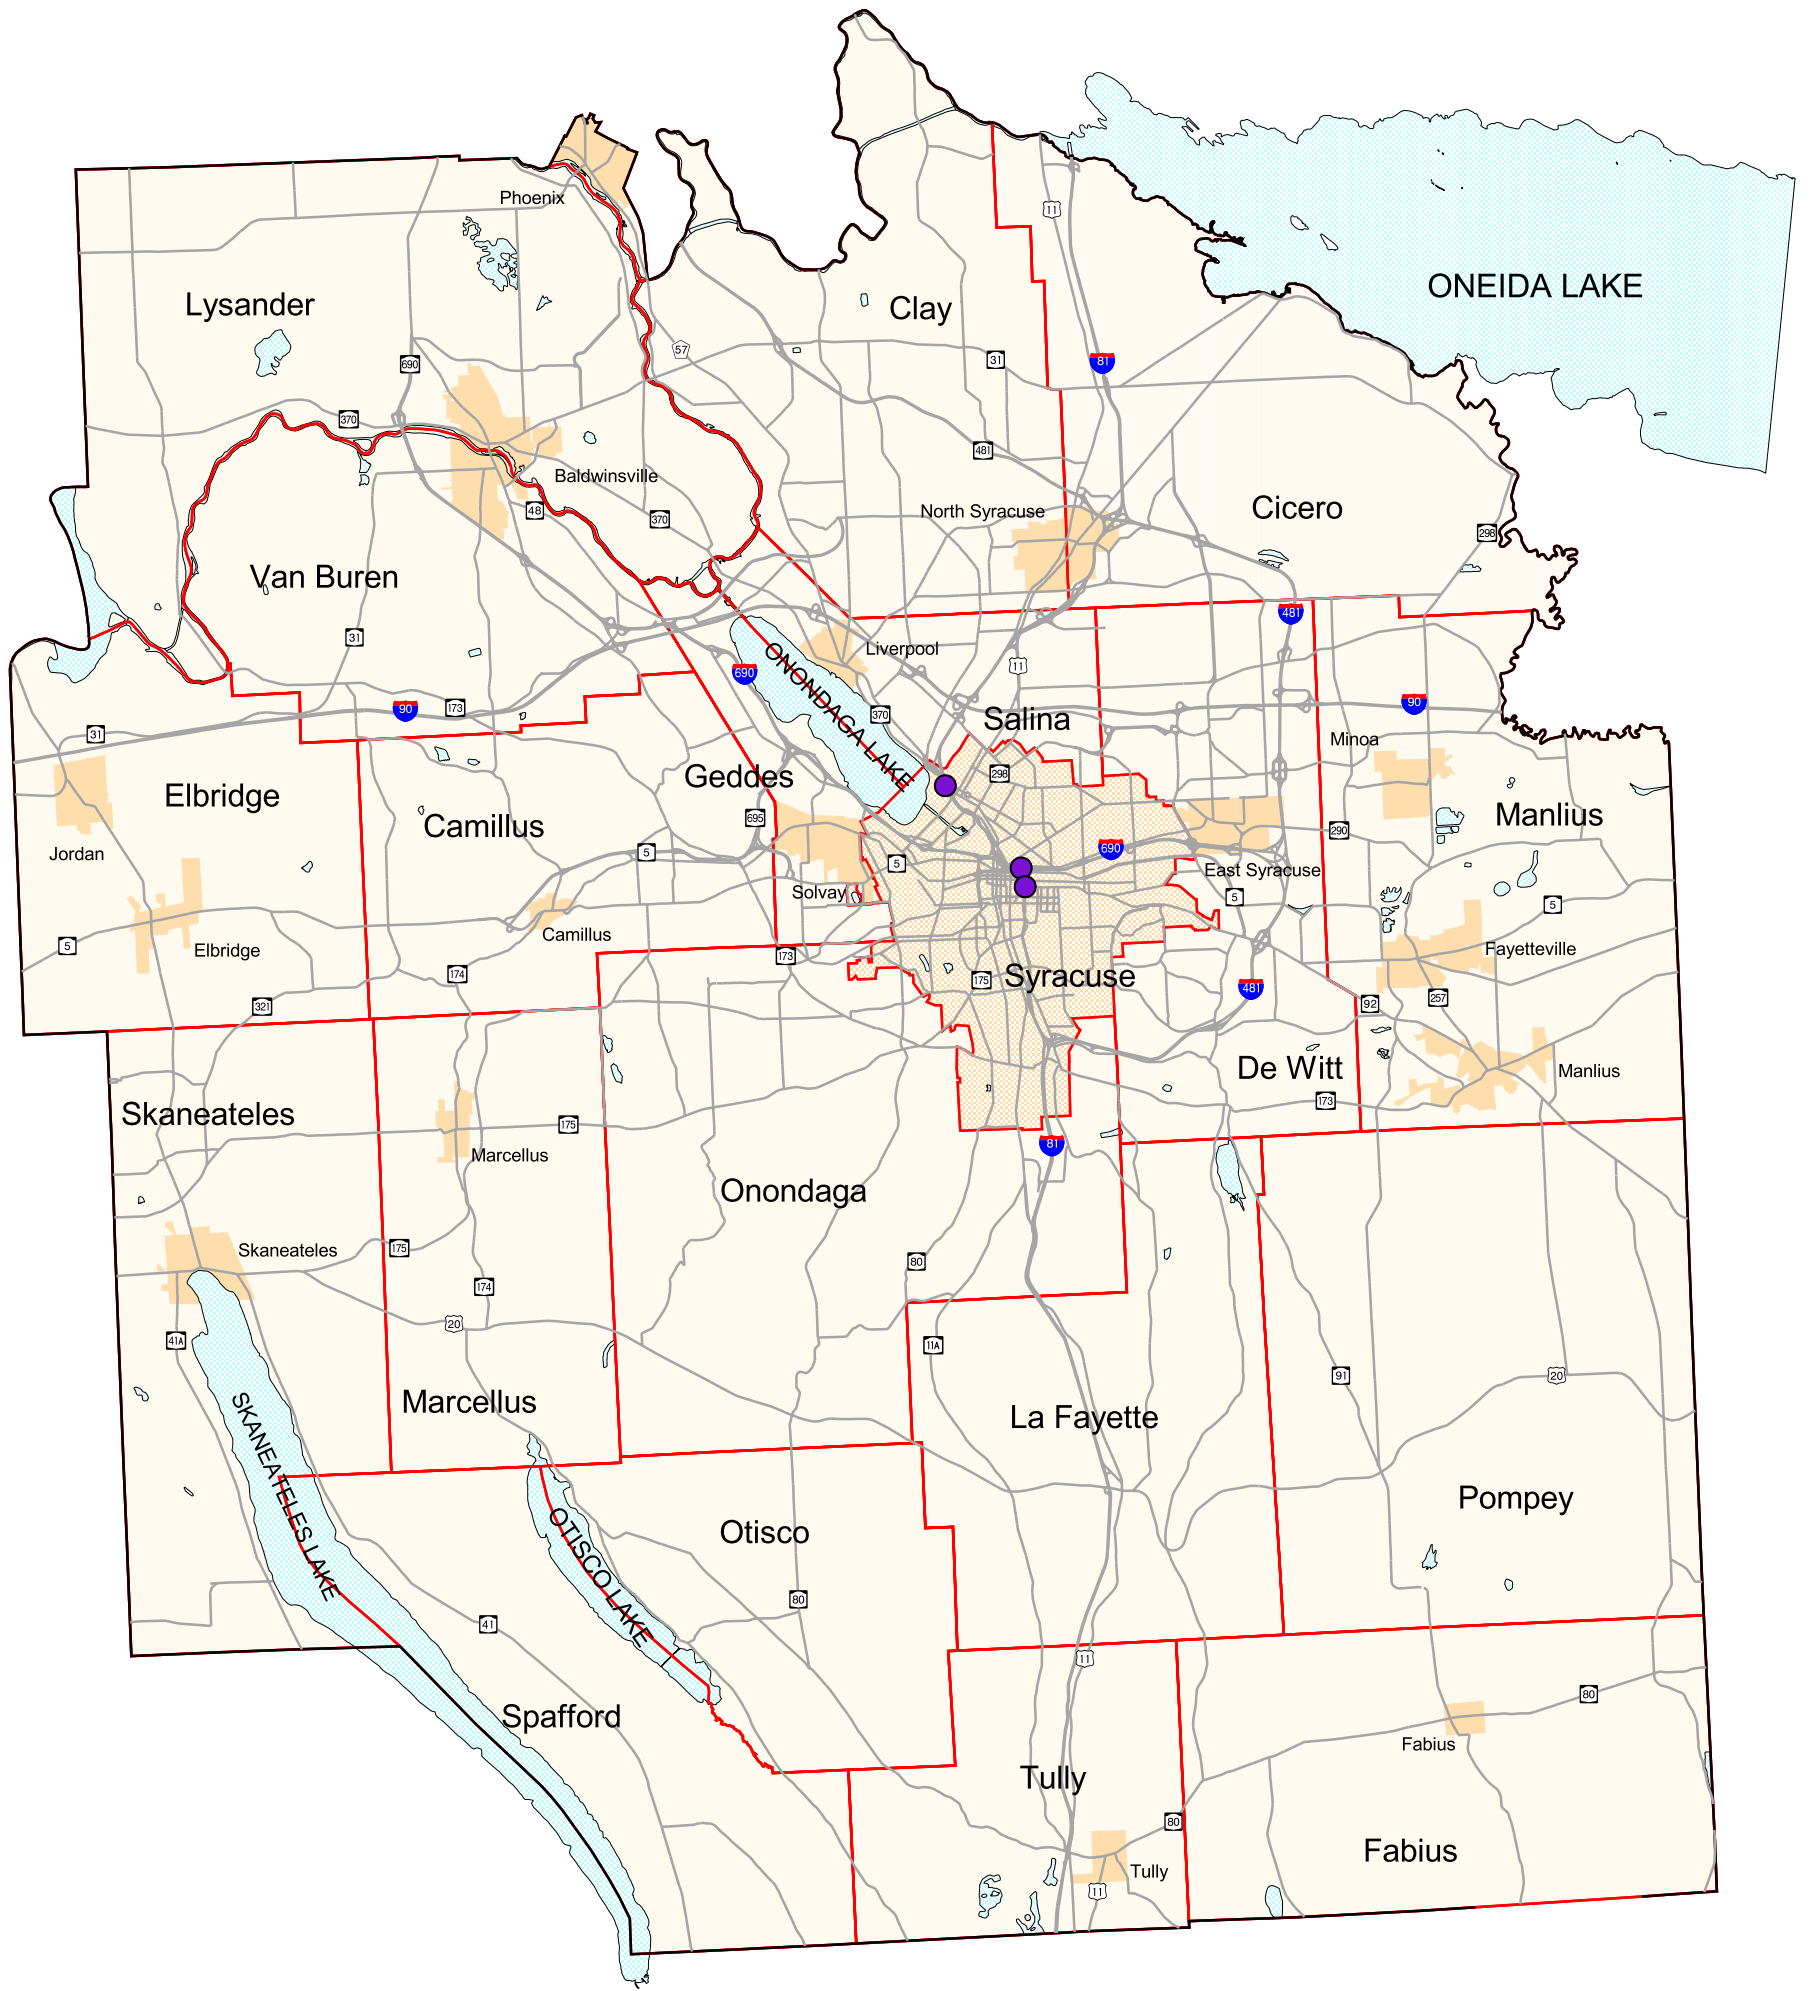 Phoenix
11
ONEIDA LAKE
Lysander
Clay
57
31
81
690
370
481
Baldwinsville
48
370
North Syracuse
Cicero
298
Van Buren
481
31
Liverpool
11
690
ONONDAGA LAKE
90
173
370
Salina
90
31
Minoa
Geddes
298
Elbridge
Camillus
695
Manlius
290
Jordan
5
5
690
East Syracuse
Solvay
5
5
Camillus
5
Elbridge
173
Fayetteville
174
175
Syracuse
481
321
92
257
De Witt
Manlius
Skaneateles
175
173
Marcellus
81
Onondaga
Skaneateles
175
80
174
20
41A
11A
91
20
Marcellus
La Fayette
SKANEATELES LAKE
Pompey
OTISCO LAKE
Otisco
80
41
11
80
Spafford
Fabius
Tully
80
Fabius
Tully
11